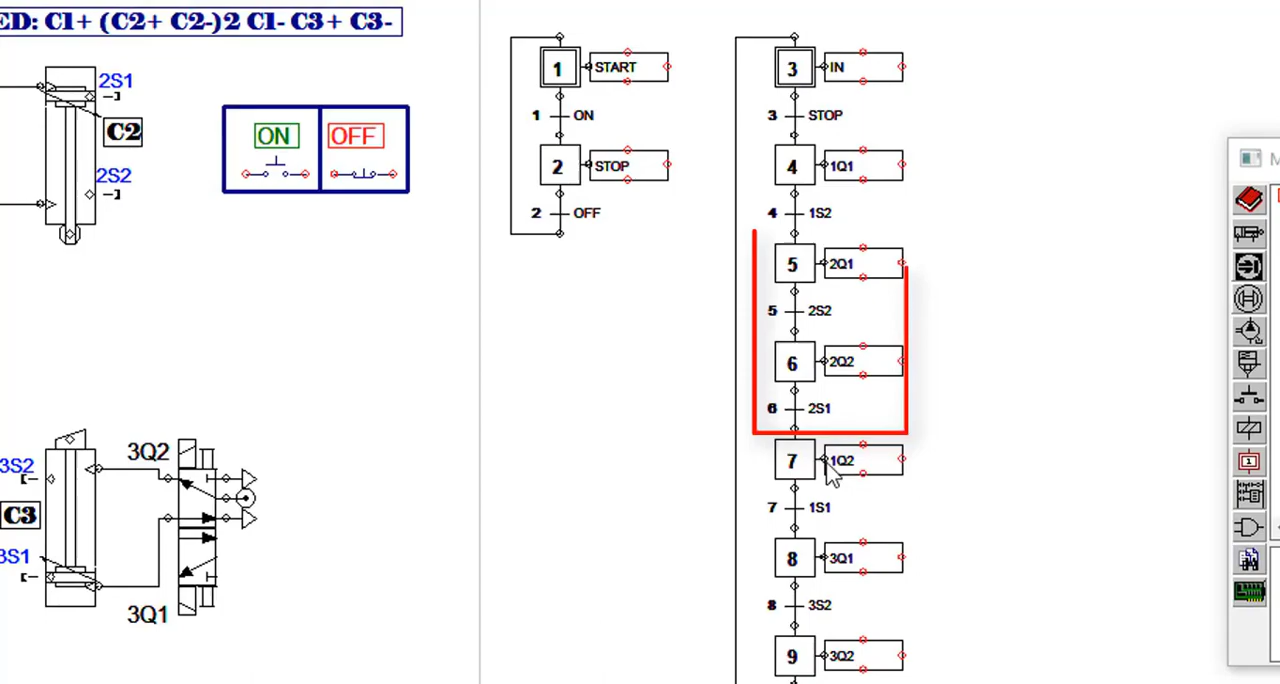 ED: C1+ (C2+ C2-)2 C1- C3+ C3-
2S1
C2
2S2
ON OFF
3Q2
3S2
C3
3S1
3Q1
1 START
1 ON
2 STOP
2 OFF
3 IN
3 STOP
4 1Q1
4 1S2
5 2Q1
5 2S2
6 2Q2
6 2S1
7 1Q2
7 1S1
8 3Q1
8 3S2
9 3Q2
M
1